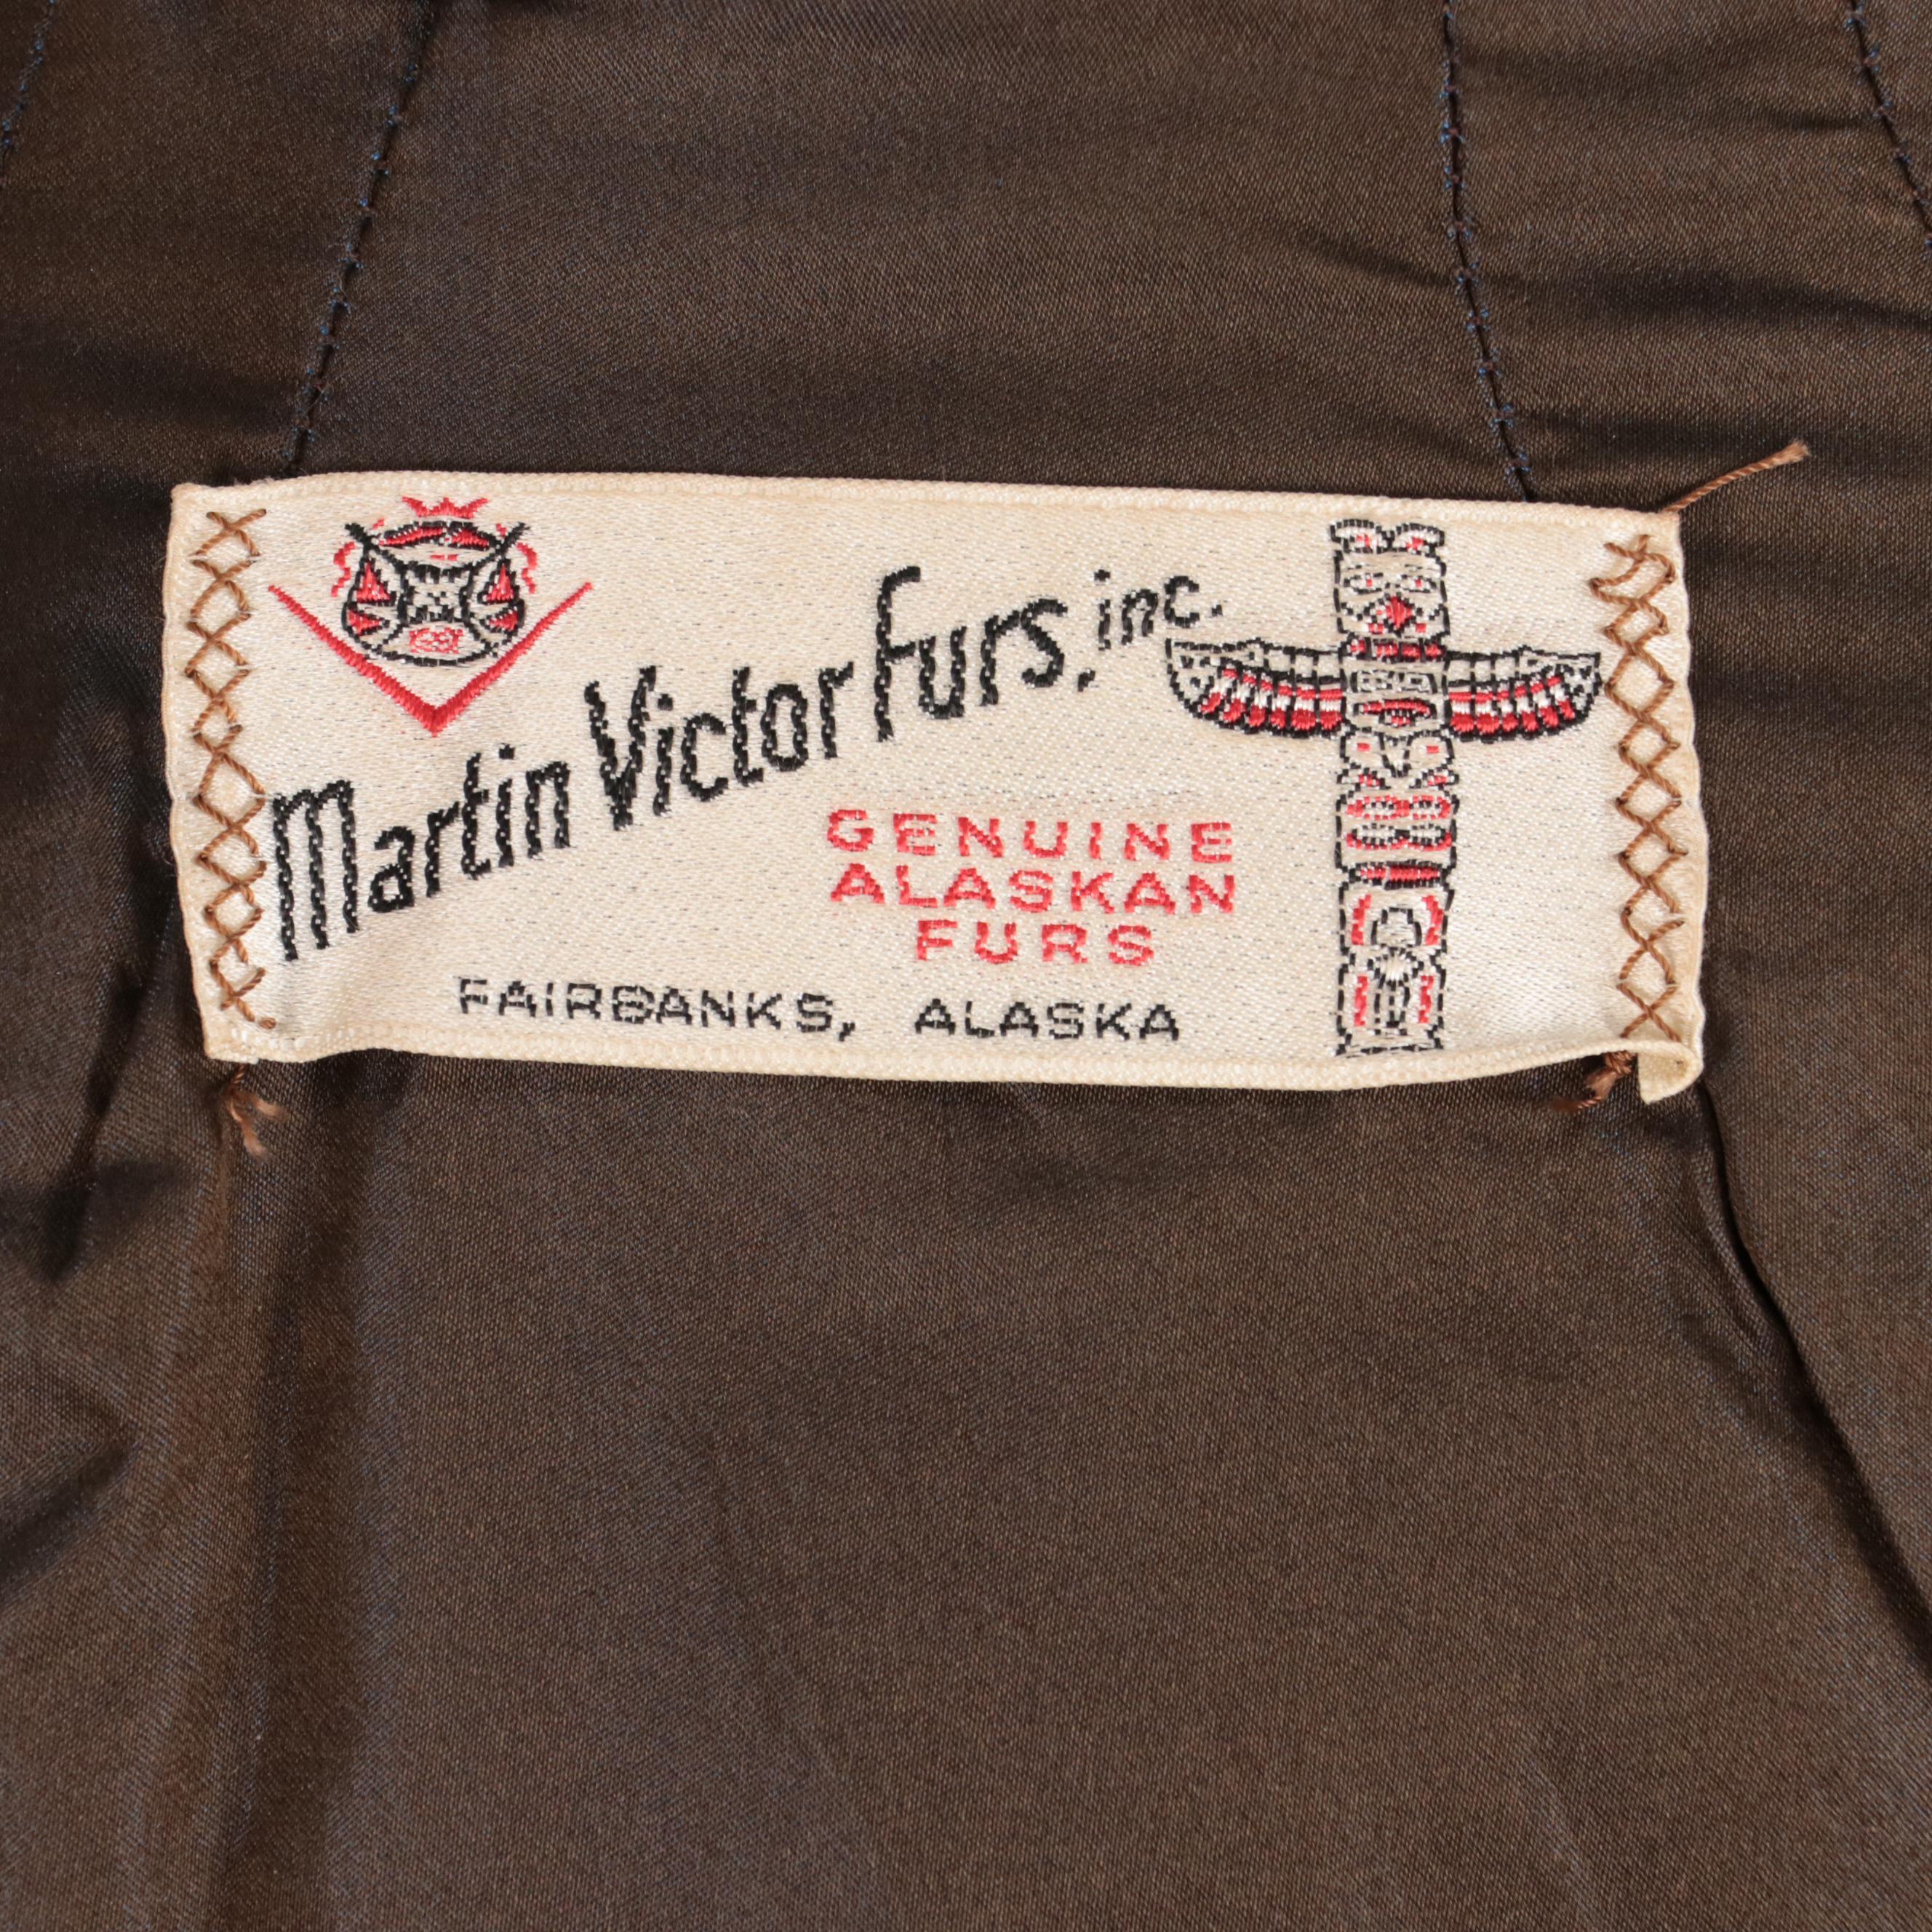 Martin Victor Furs, inc.
GENUINE
ALASKAN
FURS
FAIRBANKS, ALASKA